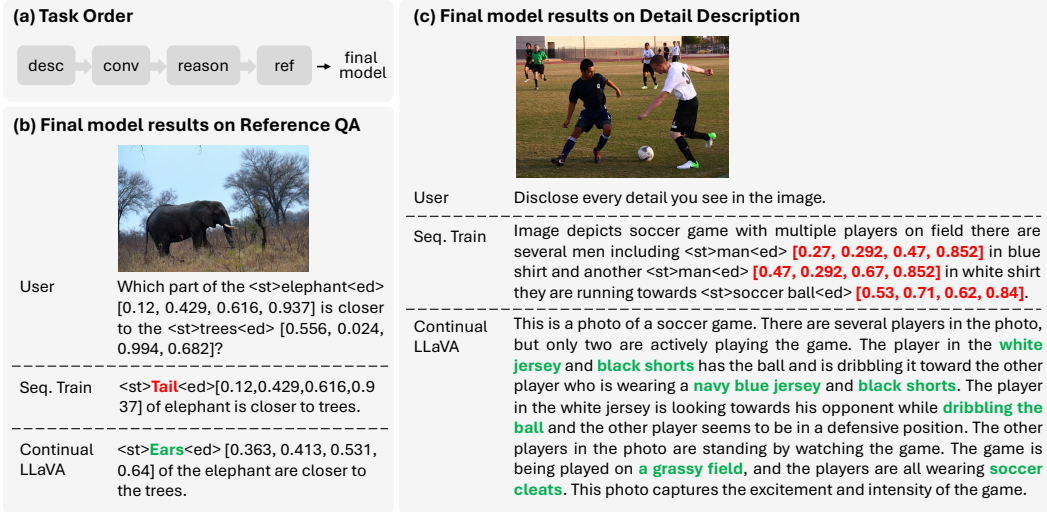 (a) Task Order
desc
conv
reason
ref
final
model
(b) Final model results on Reference QA
User
Which part of the <st>elephant<ed>
[0.12, 0.429, 0.616, 0.937] is closer
to the <st>trees<ed> [0.556, 0.024,
0.994, 0.682]?
Seq. Train
<st>Tail<ed>[0.12,0.429,0.616,0.9
37] of elephant is closer to trees.
Continual
LLaVA
<st>Ears<ed> [0.363, 0.413, 0.531,
0.64] of the elephant are closer to
the trees.
(c) Final model results on Detail Description
User
Disclose every detail you see in the image.
Seq. Train
Image depicts soccer game with multiple players on field there are
several men including <st>man<ed> [0.27, 0.292, 0.47, 0.852] in blue
shirt and another <st>man<ed> [0.47, 0.292, 0.67, 0.852] in white shirt
they are running towards <st>soccer ball<ed> [0.53, 0.71, 0.62, 0.84].
Continual
LLaVA
This is a photo of a soccer game. There are several players in the photo,
but only two are actively playing the game. The player in the white
jersey and black shorts has the ball and is dribbling it toward the other
player who is wearing a navy blue jersey and black shorts. The player
in the white jersey is looking towards his opponent while dribbling the
ball and the other player seems to be in a defensive position. The other
players in the photo are standing by watching the game. The game is
being played on a grassy field, and the players are all wearing soccer
cleats. This photo captures the excitement and intensity of the game.